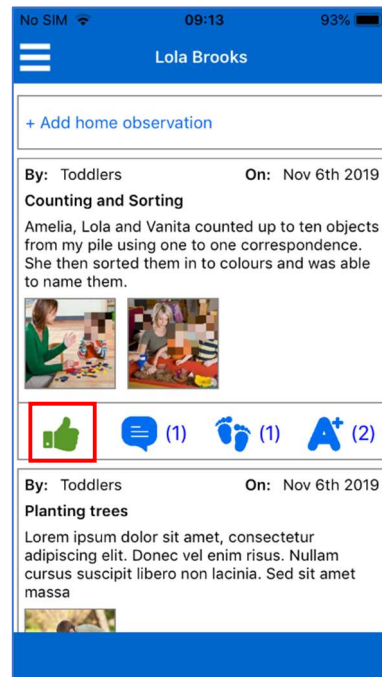 No SIM 09:13 93%
Lola Brooks
+ Add home observation
By: Toddlers On: Nov 6th 2019
Counting and Sorting
Amelia, Lola and Vanita counted up to ten objects
from my pile using one to one correspondence.
She then sorted them in to colours and was able
to name them.
(1) (1) A+ (2)
By: Toddlers On: Nov 6th 2019
Planting trees
Lorem ipsum dolor sit amet, consectetur
adipiscing elit. Donec vel enim risus. Nullam
cursus suscipit libero non lacinia. Sed sit amet
massa